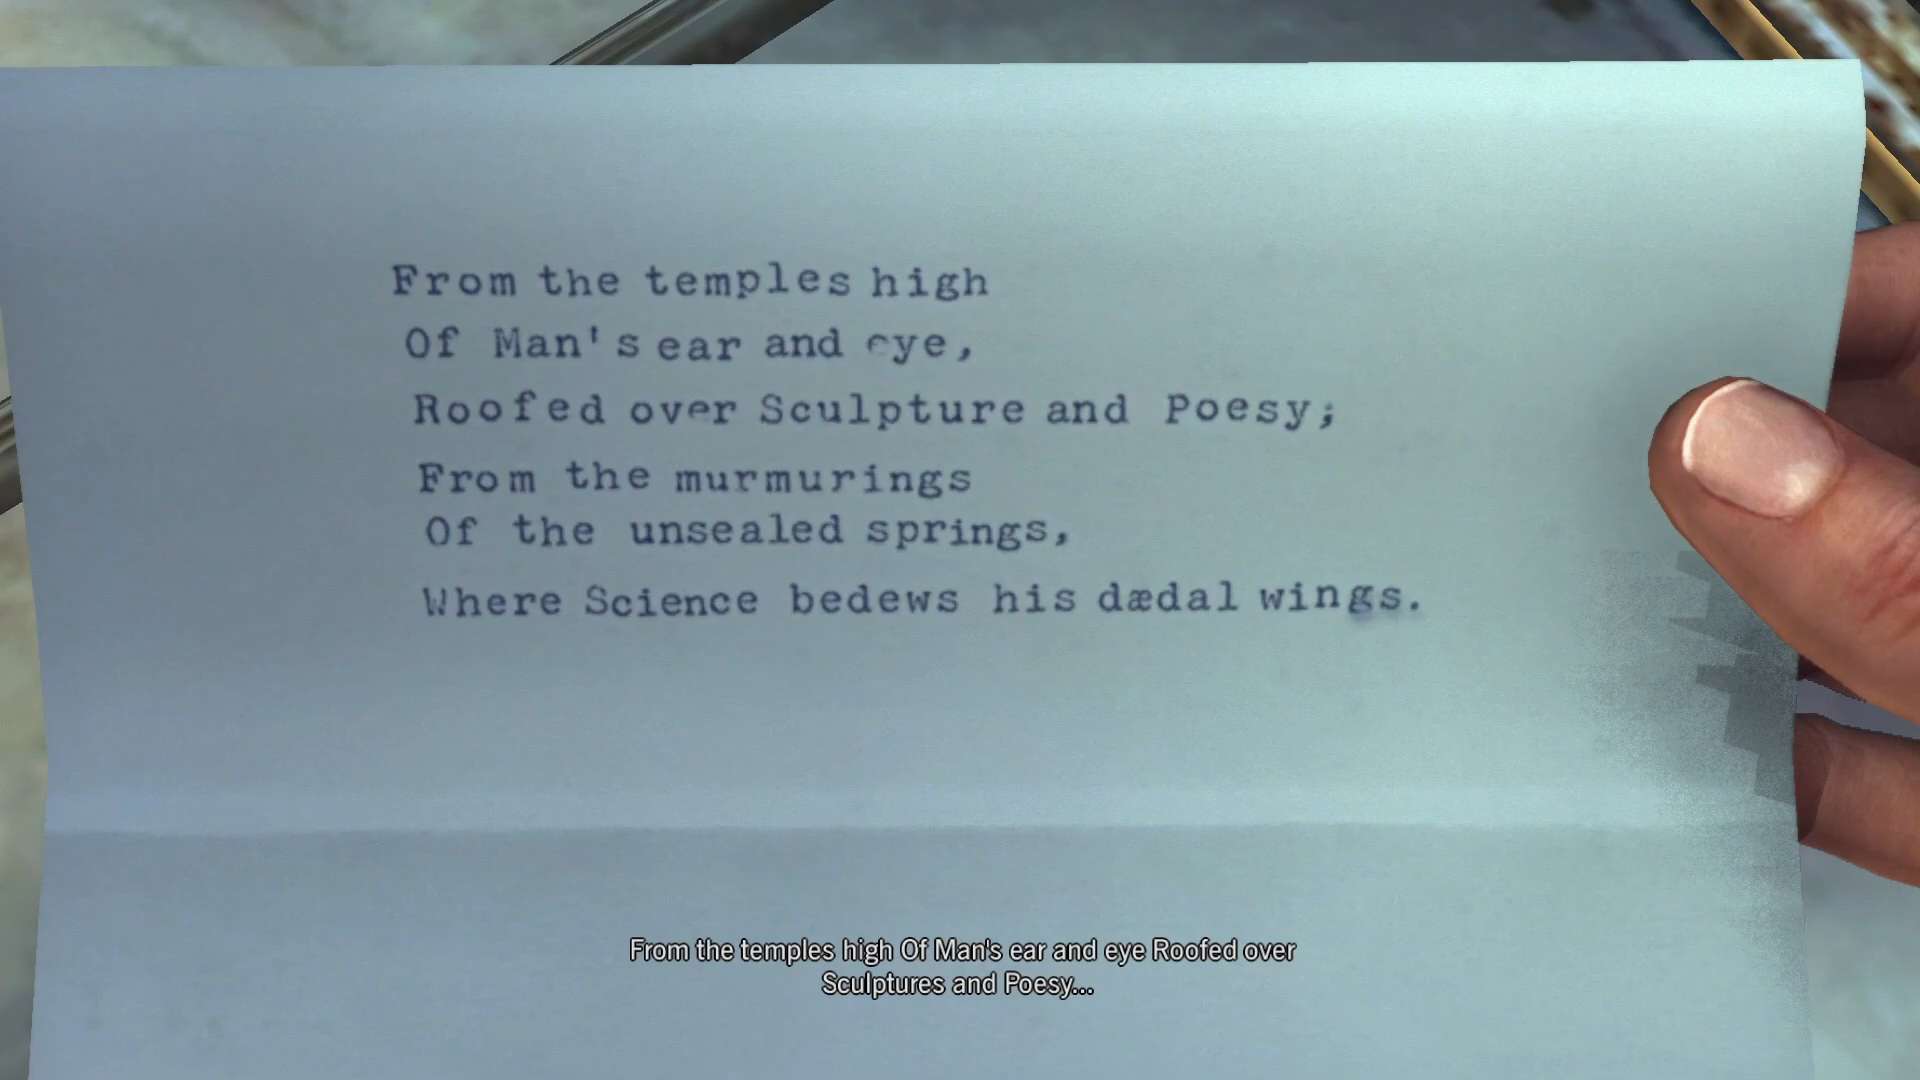 From the temples high
Of Man's ear and eye,
Roofed over Sculpture and Poesy;
From the murmurings
Of the unsealed springs,
Where Science bedews his dædal wings.
From the temples high Of Man's ear and eye Roofed over
Sculptures and Poesy...